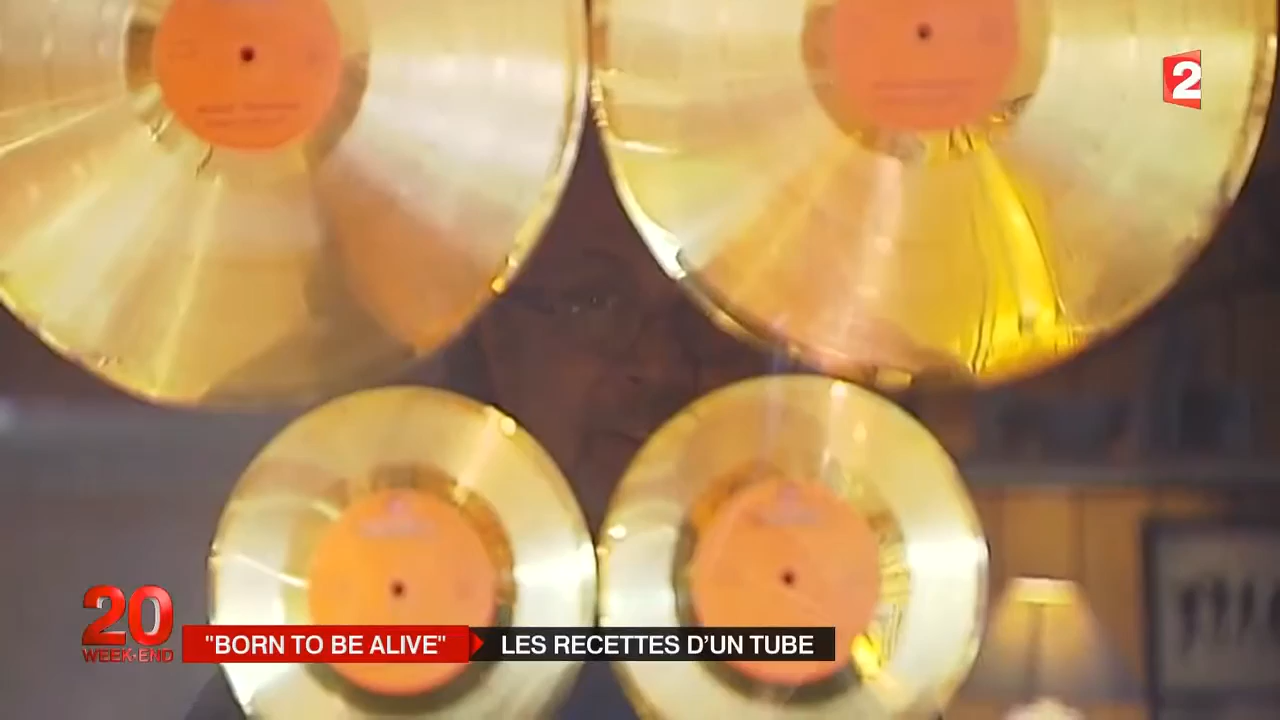 2
20
WEEK-END
"BORN TO BE ALIVE"
LES RECETTES D'UN TUBE